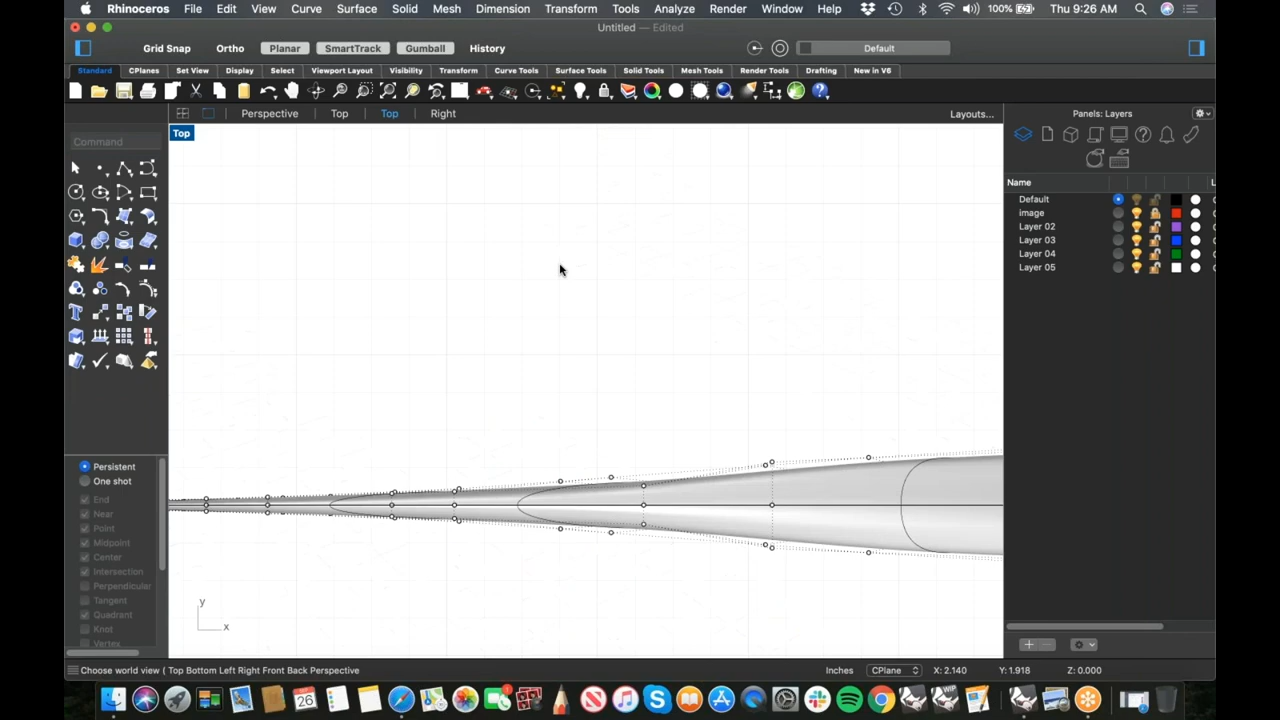 Rhinoceros File Edit View Curve Surface Solid Mesh Dimension Transform Tools Analyze Render Window Help 100% Thu 9:26 AM
Untitled — Edited
Grid Snap Ortho Planar SmartTrack Gumball History Default
Standard CPlanes Set View Display Select Viewport Layout Visibility Transform Curve Tools Surface Tools Solid Tools Mesh Tools Render Tools Drafting New in V6
Perspective Top Top Right Layouts... Panels: Layers
Top
Command
Name L
Default
image
Layer 02
Layer 03
Layer 04
Layer 05
Persistent
One shot
End
Near
Point
Midpoint
Center
Intersection
Perpendicular
Tangent
Quadrant
Knot
Vertex
y
x
Choose world view ( Top Bottom Left Right Front Back Perspective Inches CPlane X: 2.140 Y: 1.918 Z: 0.000